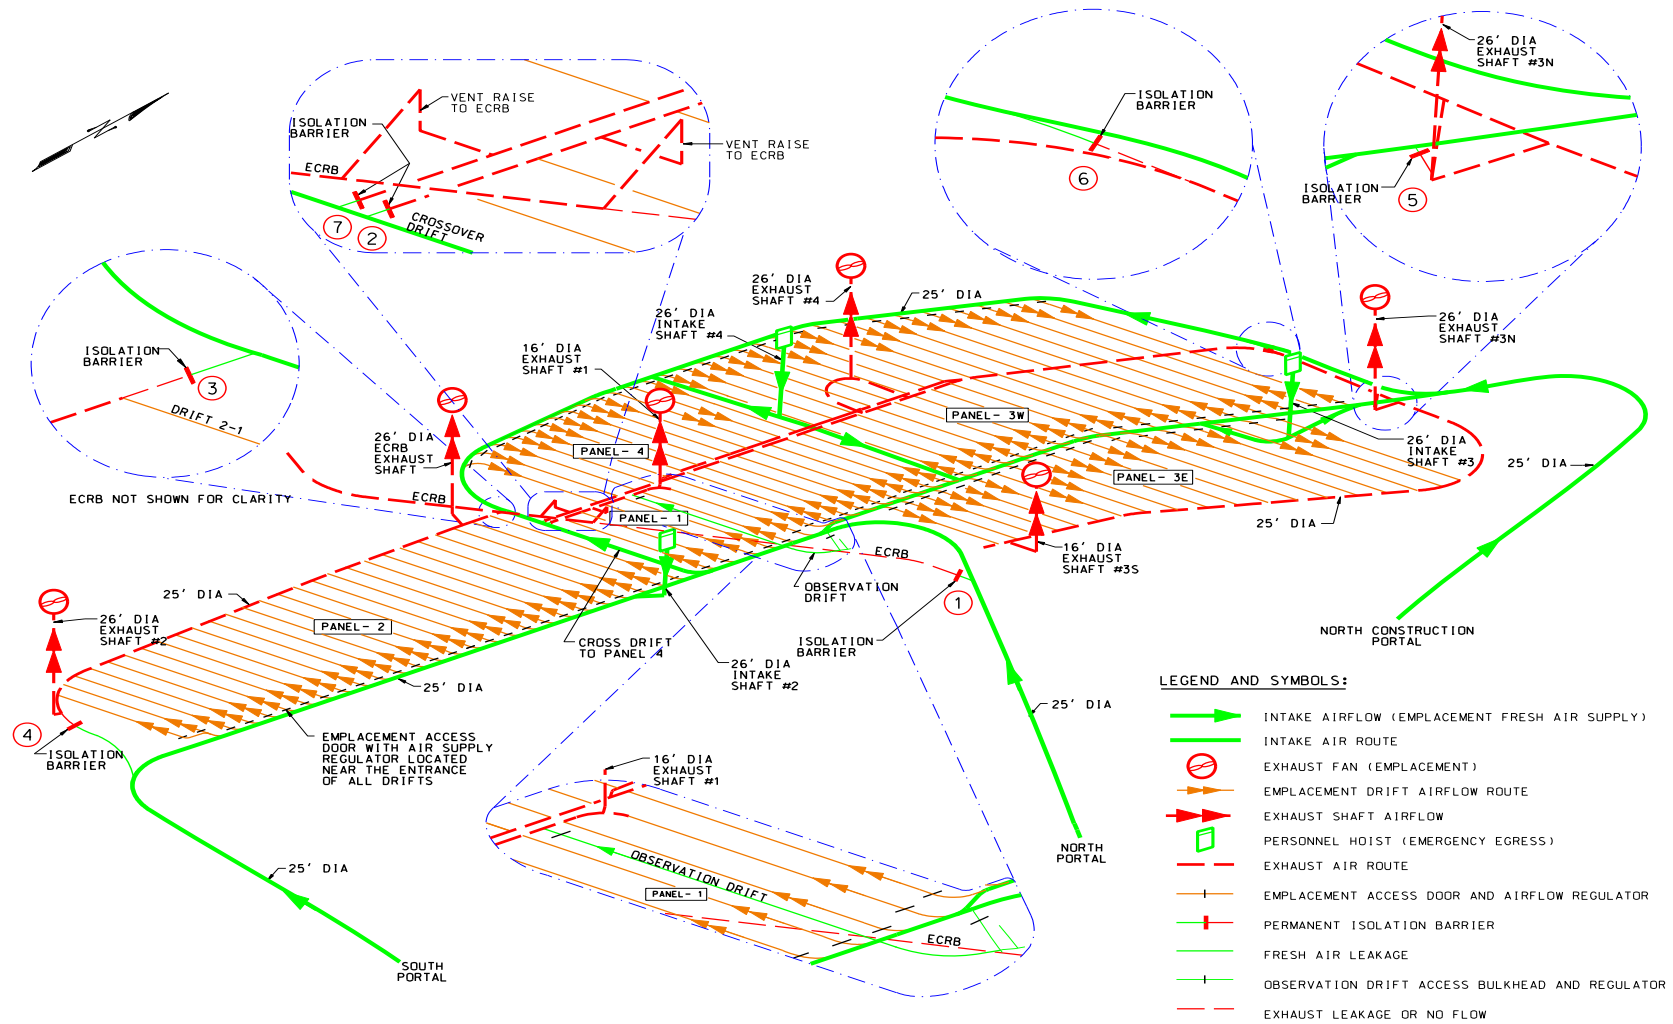 N
VENT RAISE
TO ECRB
ISOLATION
BARRIER
ECRB
VENT RAISE
TO ECRB
CROSSOVER
DRIFT
7
2
ISOLATION
BARRIER
6
26' DIA
EXHAUST
SHAFT #3N
ISOLATION
BARRIER
5
ISOLATION
BARRIER
3
DRIFT 2-1
ECRB NOT SHOWN FOR CLARITY
26' DIA
EXHAUST
SHAFT #4
25' DIA
26' DIA
INTAKE
SHAFT #4
16' DIA
EXHAUST
SHAFT #1
26' DIA
EXHAUST
SHAFT #3N
26' DIA
ECRB
EXHAUST
SHAFT
ECRB
PANEL- 3W
PANEL- 4
26' DIA
INTAKE
SHAFT #3
25' DIA
PANEL- 3E
PANEL- 1
25' DIA
ECRB
16' DIA
EXHAUST
SHAFT #3S
OBSERVATION
DRIFT
1
25' DIA
26' DIA
EXHAUST
SHAFT #2
PANEL- 2
CROSS DRIFT
TO PANEL 4
ISOLATION
BARRIER
NORTH CONSTRUCTION
PORTAL
26' DIA
INTAKE
SHAFT #2
25' DIA
25' DIA
4
ISOLATION
BARRIER
EMPLACEMENT ACCESS
DOOR WITH AIR SUPPLY
REGULATOR LOCATED
NEAR THE ENTRANCE
OF ALL DRIFTS
16' DIA
EXHAUST
SHAFT #1
OBSERVATION DRIFT
PANEL- 1
ECRB
NORTH
PORTAL
25' DIA
SOUTH
PORTAL
LEGEND AND SYMBOLS:
INTAKE AIRFLOW (EMPLACEMENT FRESH AIR SUPPLY)
INTAKE AIR ROUTE
EXHAUST FAN (EMPLACEMENT)
EMPLACEMENT DRIFT AIRFLOW ROUTE
EXHAUST SHAFT AIRFLOW
PERSONNEL HOIST (EMERGENCY EGRESS)
EXHAUST AIR ROUTE
EMPLACEMENT ACCESS DOOR AND AIRFLOW REGULATOR
PERMANENT ISOLATION BARRIER
FRESH AIR LEAKAGE
OBSERVATION DRIFT ACCESS BULKHEAD AND REGULATOR
EXHAUST LEAKAGE OR NO FLOW